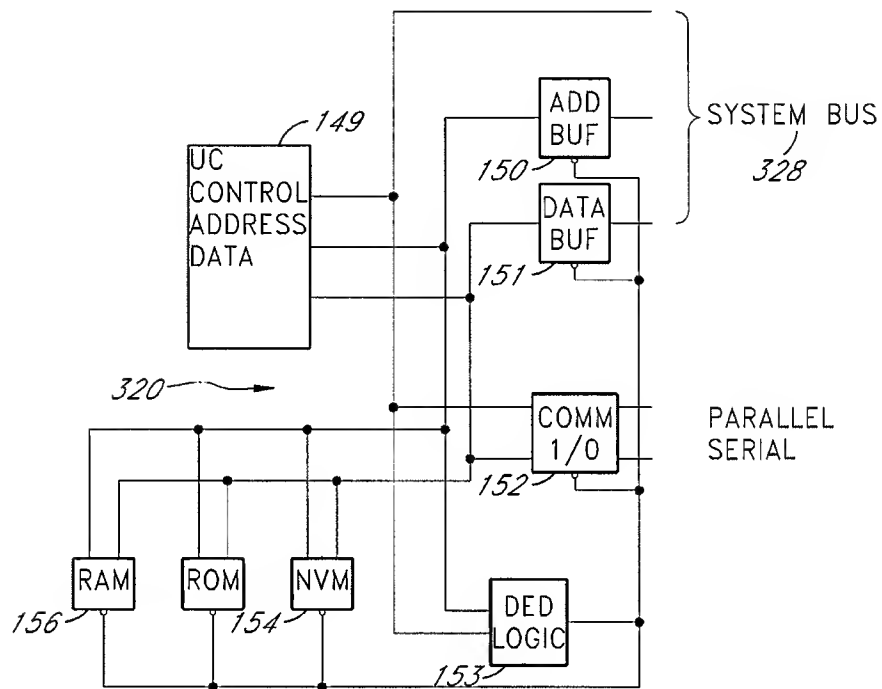 149
UC
CONTROL
ADDRESS
DATA
ADD
BUF
150
SYSTEM BUS
328
DATA
BUF
151
320
COMM
1/0
152
PARALLEL
SERIAL
RAM
156
ROM
NVM
154
DED
LOGIC
153